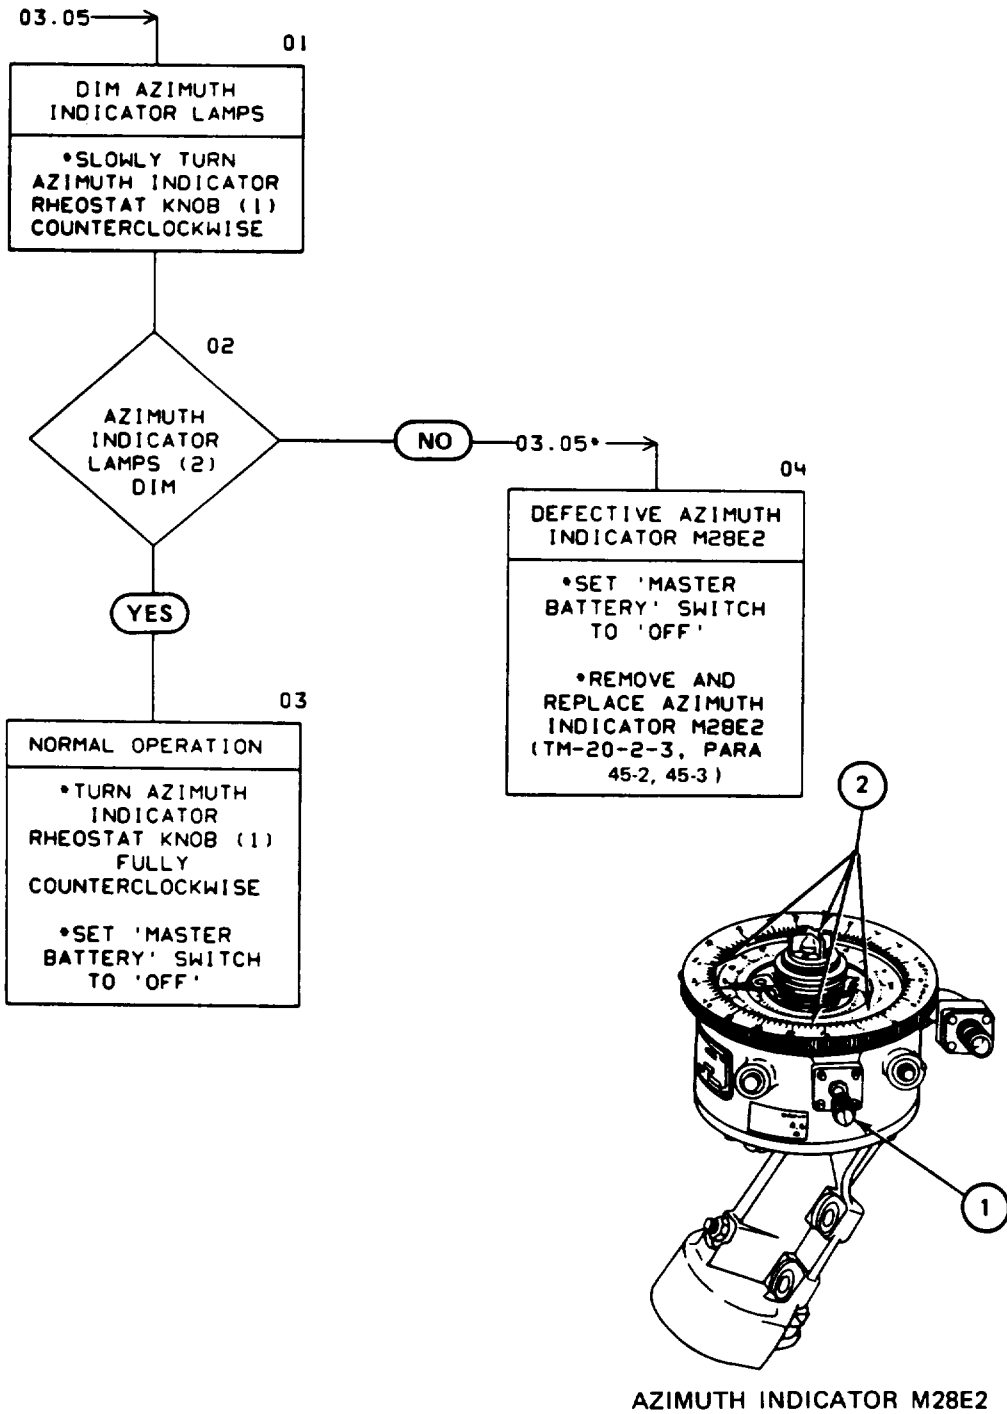 03.05
01
DIM AZIMUTH
INDICATOR LAMPS
•SLOWLY TURN
AZIMUTH INDICATOR
RHEOSTAT KNOB (1)
COUNTERCLOCKWISE
02
AZIMUTH
INDICATOR
LAMPS (2)
DIM
NO
03.05•
04
DEFECTIVE AZIMUTH
INDICATOR M28E2
•SET 'MASTER
BATTERY' SWITCH
TO 'OFF'
•REMOVE AND
REPLACE AZIMUTH
INDICATOR M28E2
(TM-20-2-3, PARA
45-2, 45-3)
YES
03
NORMAL OPERATION
•TURN AZIMUTH
INDICATOR
RHEOSTAT KNOB (1)
FULLY
COUNTERCLOCKWISE
•SET 'MASTER
BATTERY' SWITCH
TO 'OFF'
2
1
AZIMUTH INDICATOR M28E2